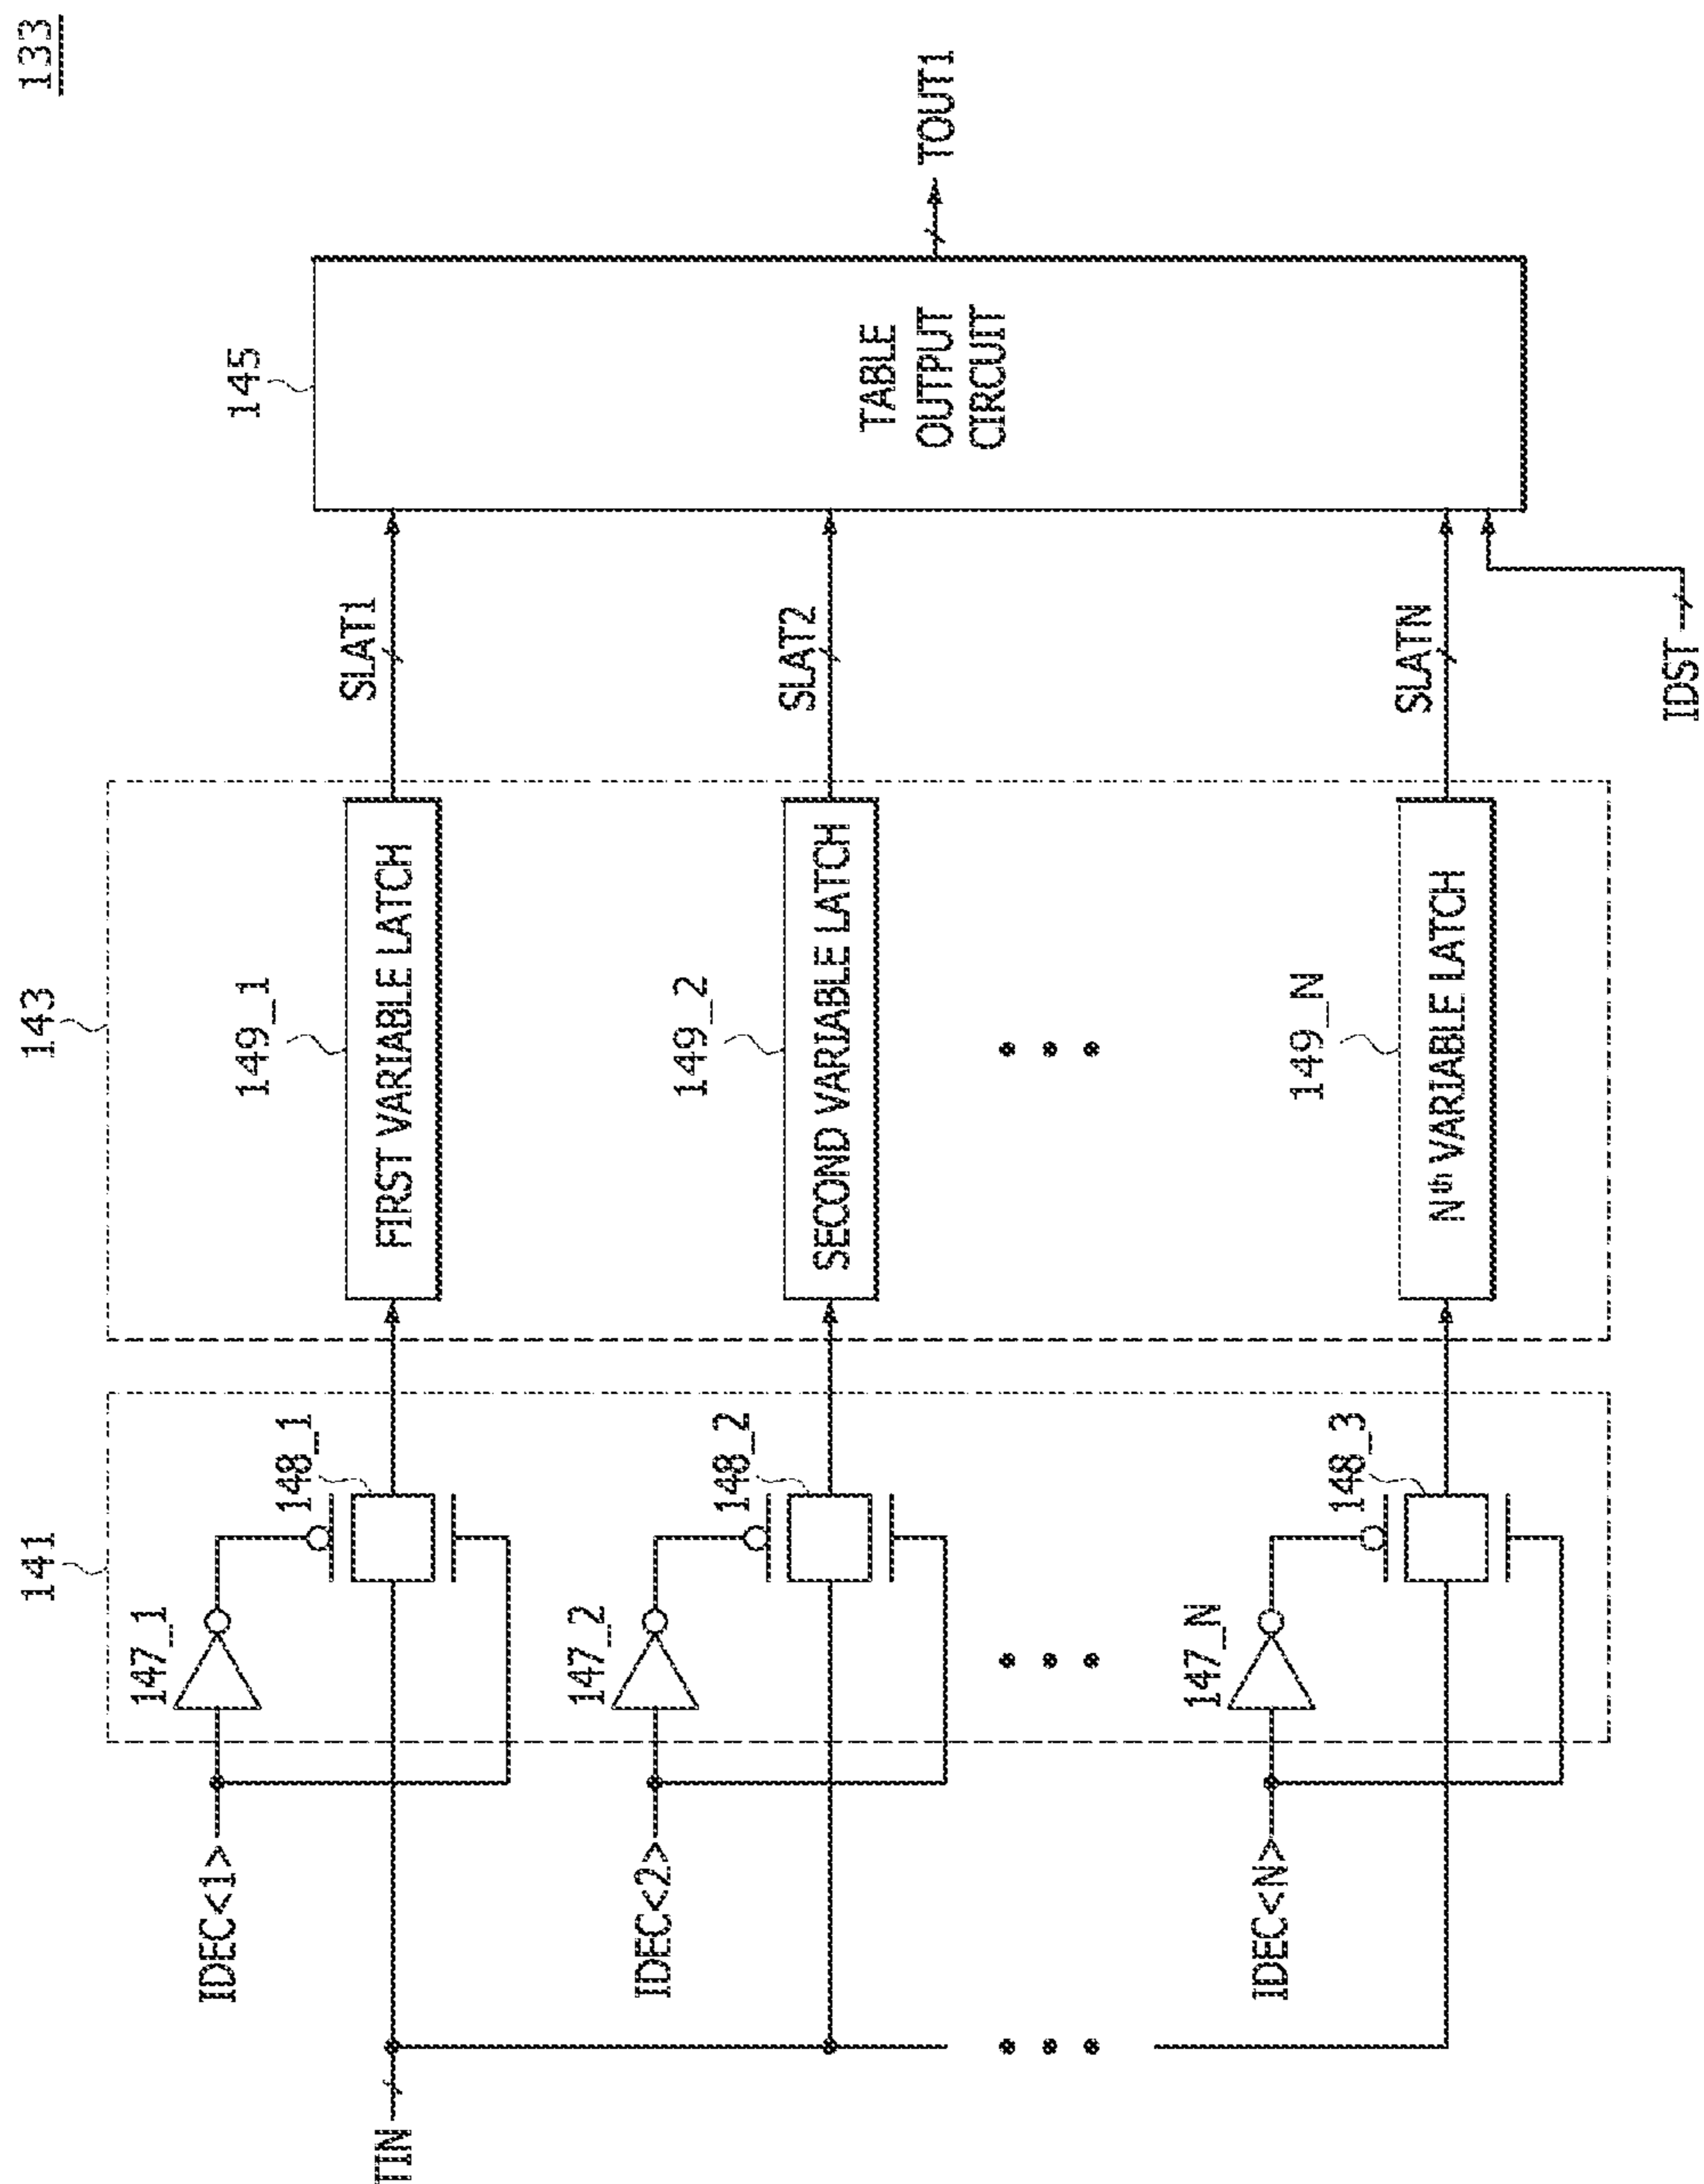 133
141
143
145
147_1
148_1
149_1
IDEC<1>
FIRST VARIABLE LATCH
SLAT1
TIN
147_2
148_2
149_2
IDEC<2>
SECOND VARIABLE LATCH
SLAT2
TABLE
OUTPUT
CIRCUIT
TOUT1
147_N
148_3
149_N
IDEC<N>
Nth VARIABLE LATCH
SLATN
IDST